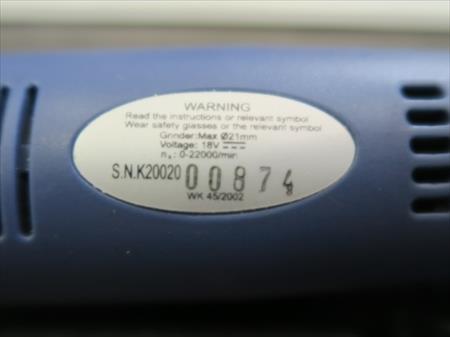 WARNING
Read the instructions or relevant symbol
Wear safety glasses or the relevant symbol
Grinder:Max.Ø21mm
Voltage: 18V
n₀: 0-22000/min
S.N.K20020 00874
WK 45/2002